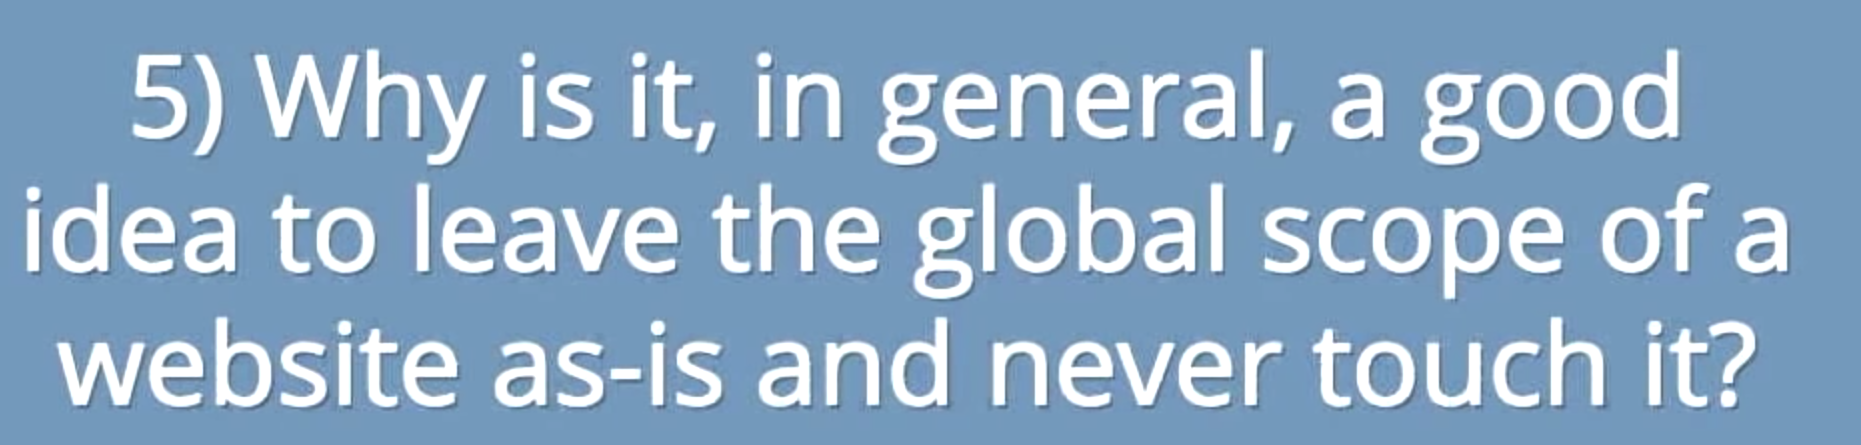 5) Why is it, in general, a good
idea to leave the global scope of a
website as-is and never touch it?